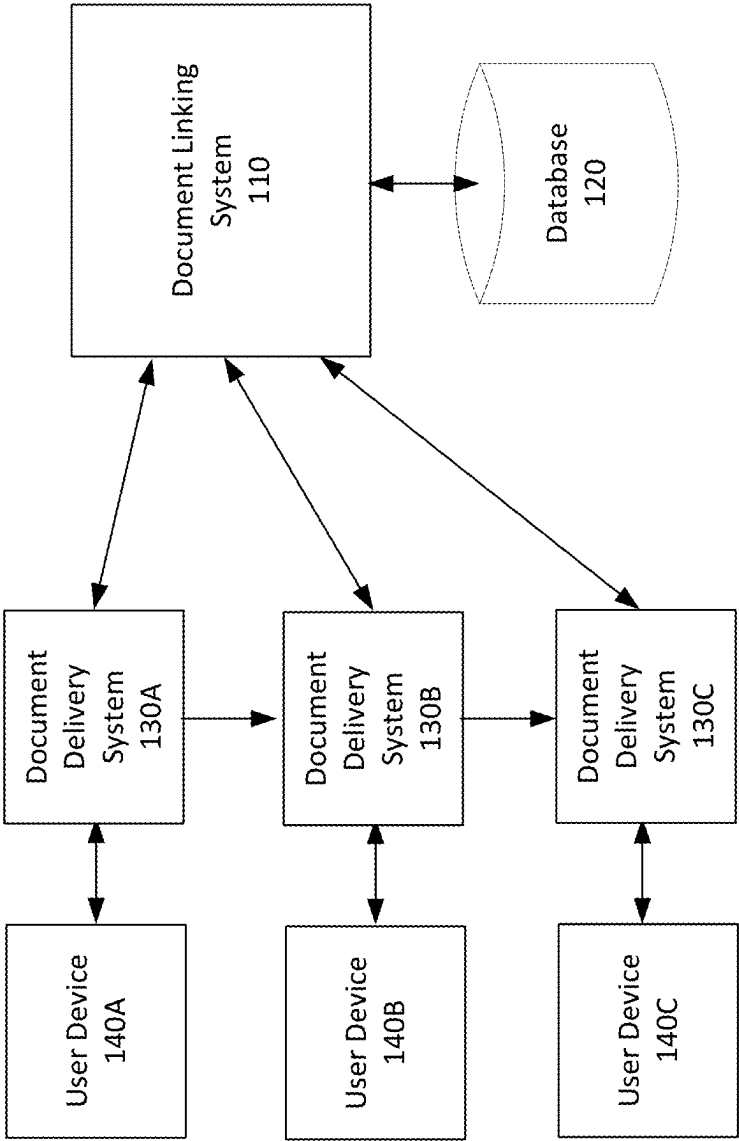 Document Linking
System
110
Database
120
Document
Delivery
System
130A
Document
Delivery
System
130B
Document
Delivery
System
130C
User Device
140A
User Device
140B
User Device
140C